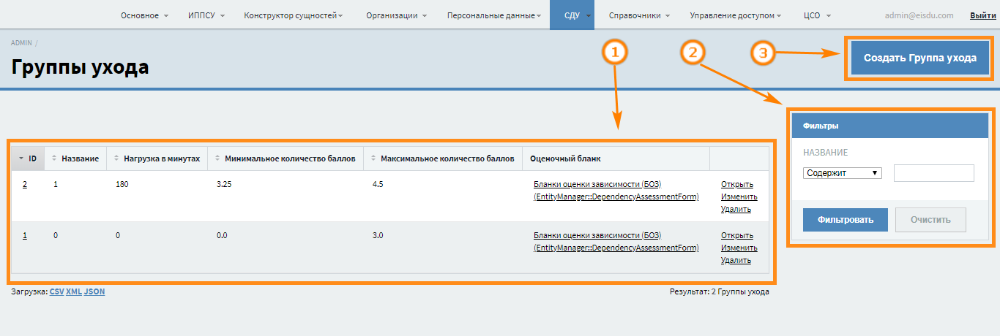 Основное ИППСУ Конструктор сущностей Организации Персональные данные СДУ Справочники Управление доступом ЦСО admin@eisdu.com Выйти
ADMIN /
Группы ухода
1 2 3
Создать Группа ухода
Фильтры
НАЗВАНИЕ
Содержит
Фильтровать Очистить
ID Название Нагрузка в минутах Минимальное количество баллов Максимальное количество баллов Оценочный бланк
2 1 180 3.25 4.5 Бланки оценки зависимости (БОЗ) Открыть
(EntityManager::DependencyAssessmentForm) Изменить
Удалить
1 0 0 0.0 3.0 Бланки оценки зависимости (БОЗ) Открыть
(EntityManager::DependencyAssessmentForm) Изменить
Удалить
Загрузка: CSV XML JSON Результат: 2 Группы ухода